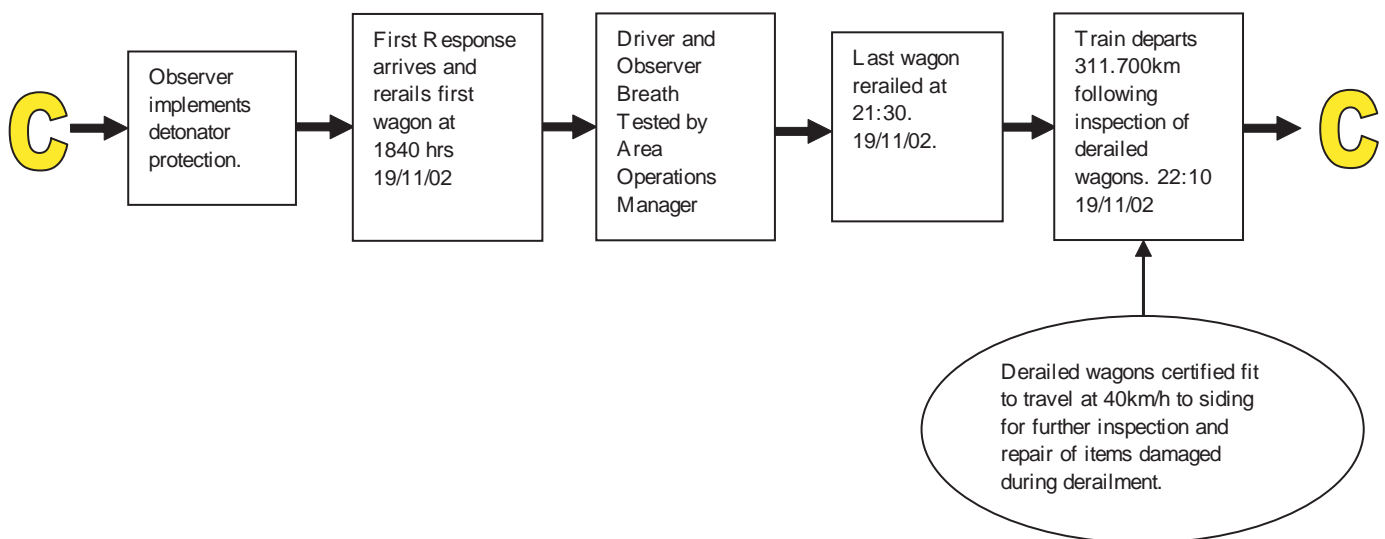 C
Observer
implements
detonator
protection.
First Response
arrives and
rerails first
wagon at
1840 hrs
19/11/02
Driver and
Observer
Breath
Tested by
Area
Operations
Manager
Last wagon
rerailed at
21:30.
19/11/02.
Train departs
311.700km
following
inspection of
derailed
wagons. 22:10
19/11/02
C
Derailed wagons certified fit
to travel at 40km/h to siding
for further inspection and
repair of items damaged
during derailment.